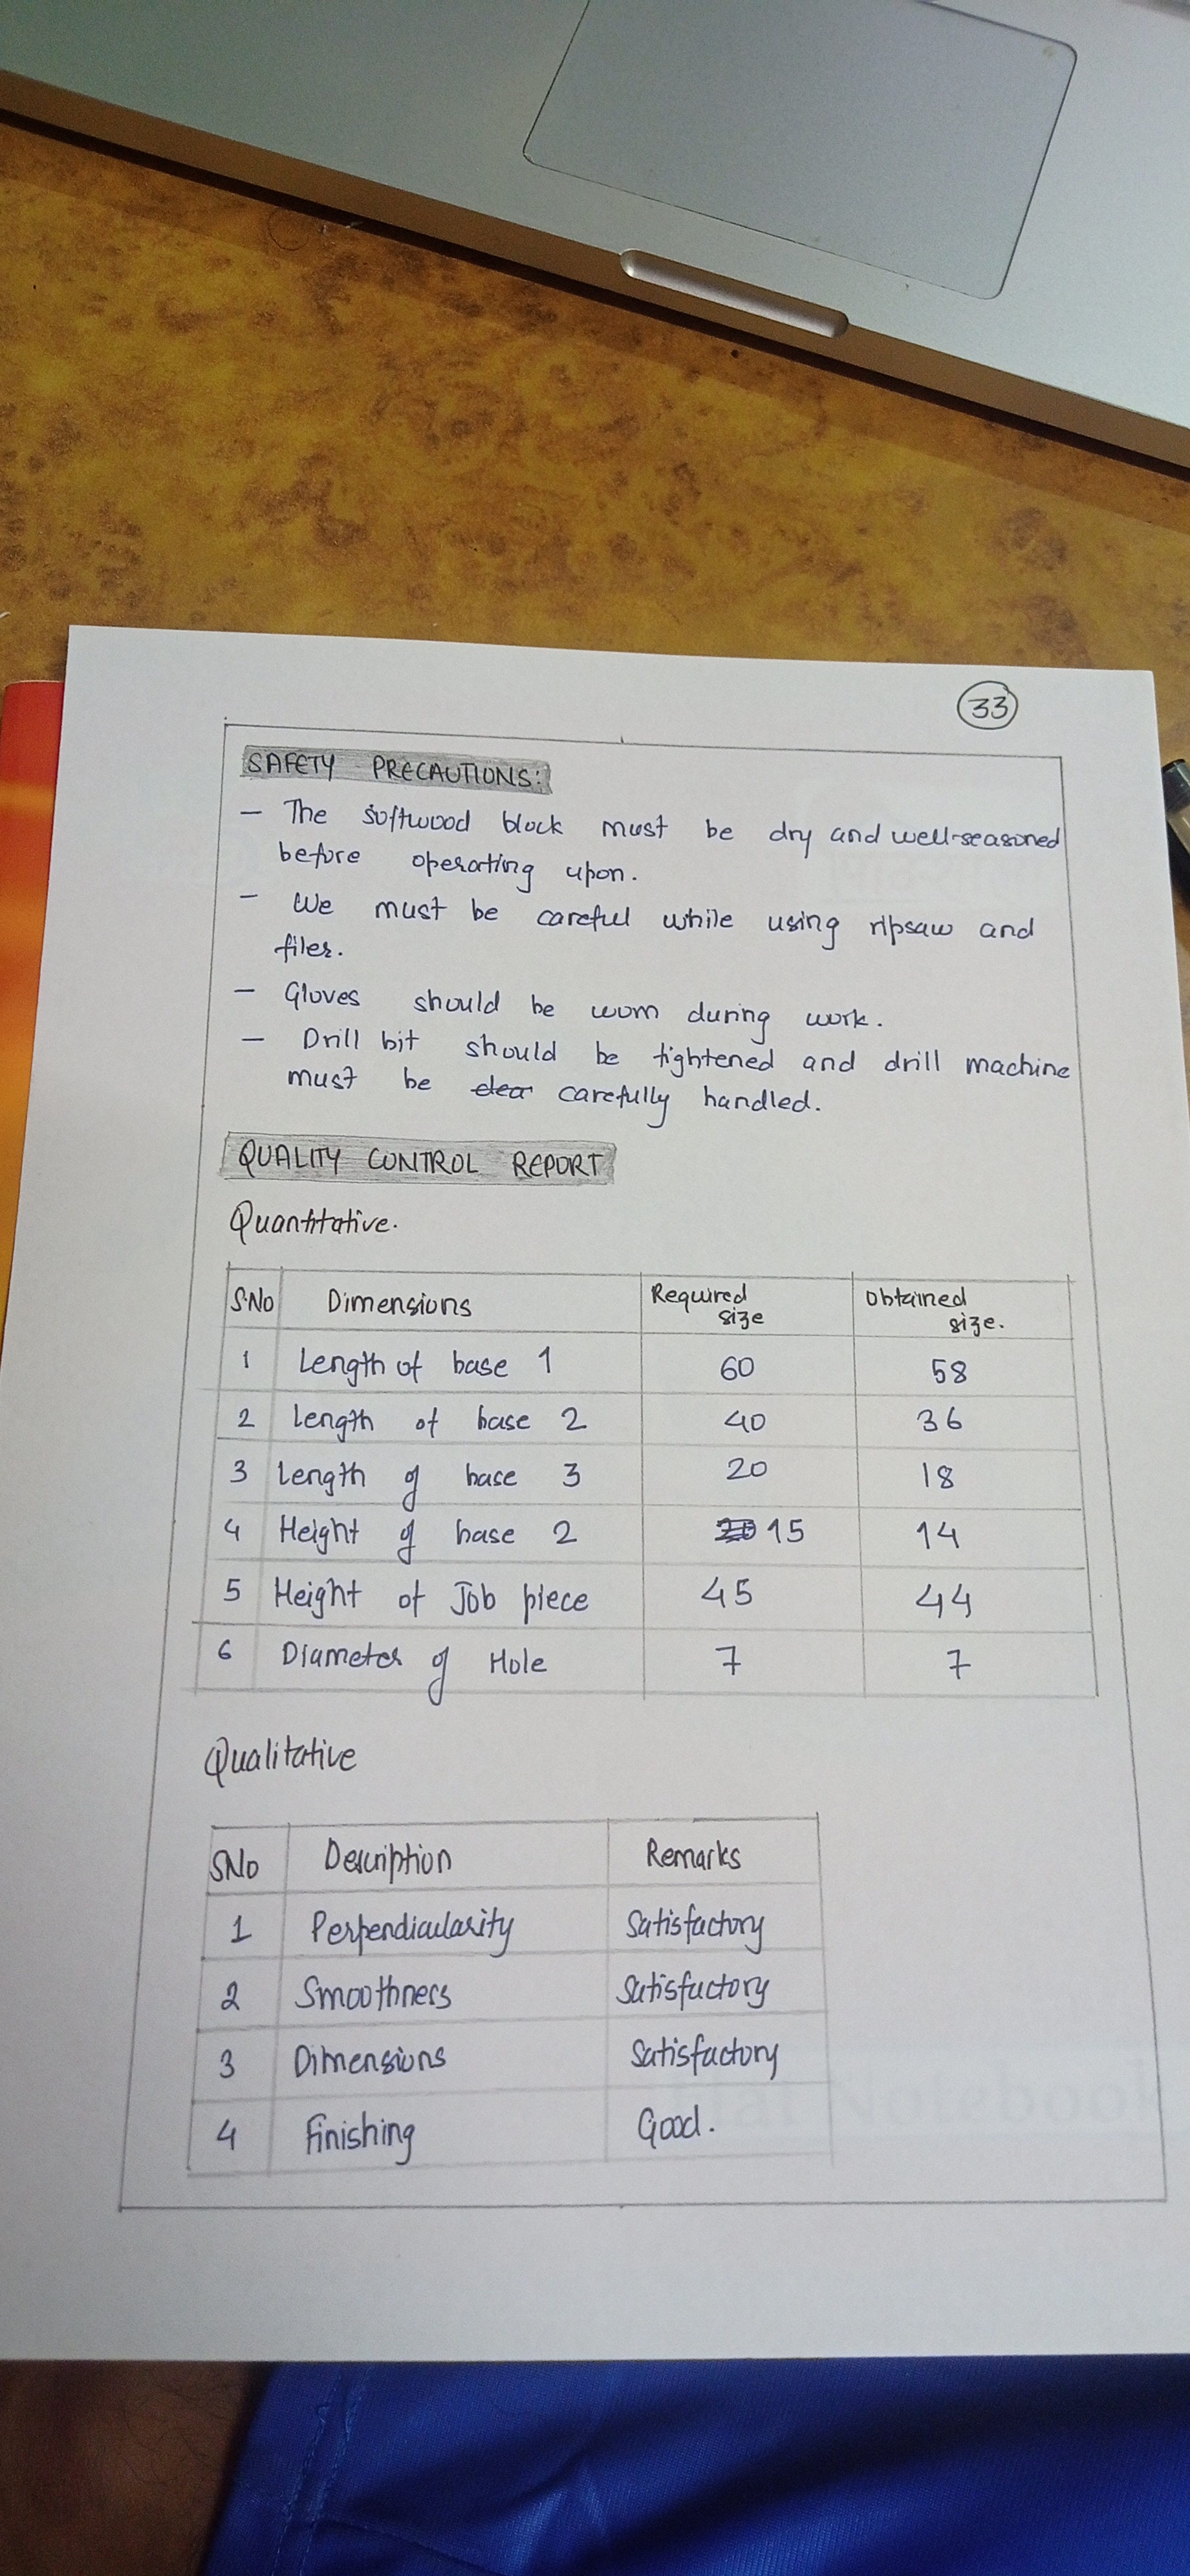 33
SAFETY PRECAUTIONS:
– The softwood block must be dry and well-seasoned
before operating upon.
– We must be careful while using ripsaw and
filer.
– Gloves should be worn during work.
– Drill bit should be tightened and drill machine
must be clear carefully handled.
QUALITY CONTROL REPORT
Quantitative.
S.No Dimensions Required size Obtained size.
1 Length of base 1 60 58
2 Length of base 2 40 36
3 Length of base 3 20 18
4 Height of base 2 20 15 14
5 Height of Job piece 45 44
6 Diameter of Hole 7 7
Qualitative
SNo Description Remarks
1 Perpendicularity Satisfactory
2 Smoothness Satisfactory
3 Dimensions Satisfactory
4 Finishing Good.
Notebook